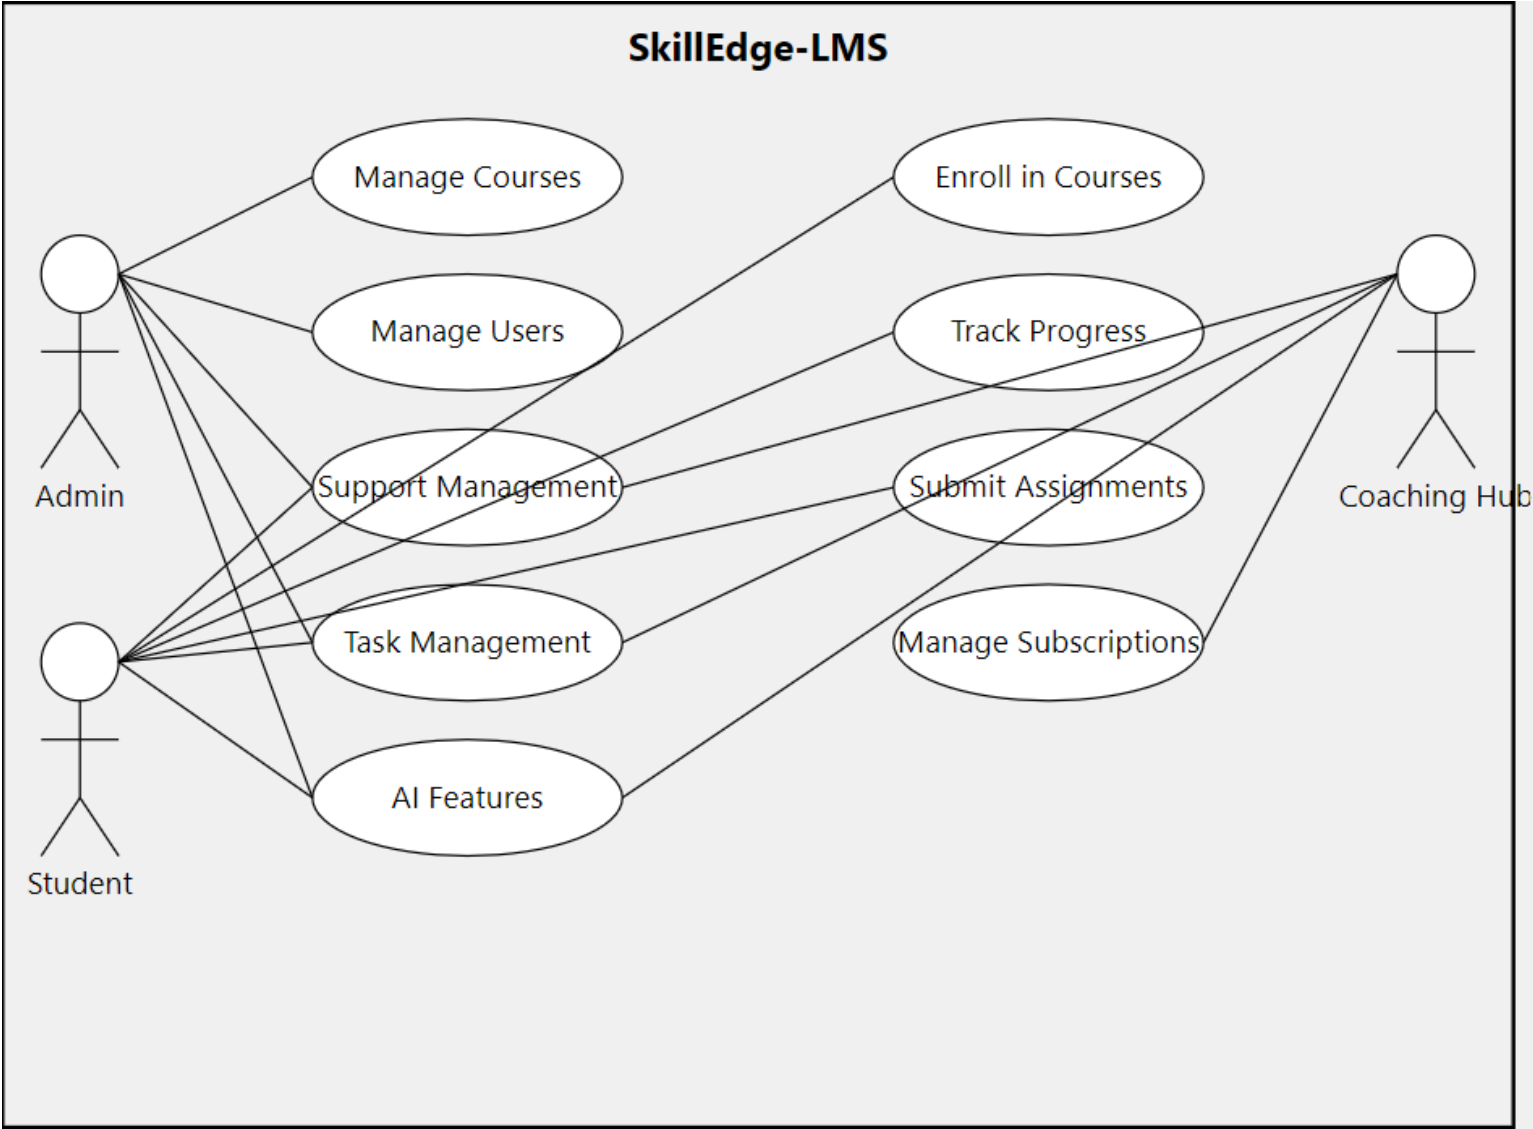 SkillEdge-LMS
Manage Courses
Enroll in Courses
Manage Users
Track Progress
Admin
Support Management
Submit Assignments
Coaching Hub
Task Management
Manage Subscriptions
AI Features
Student